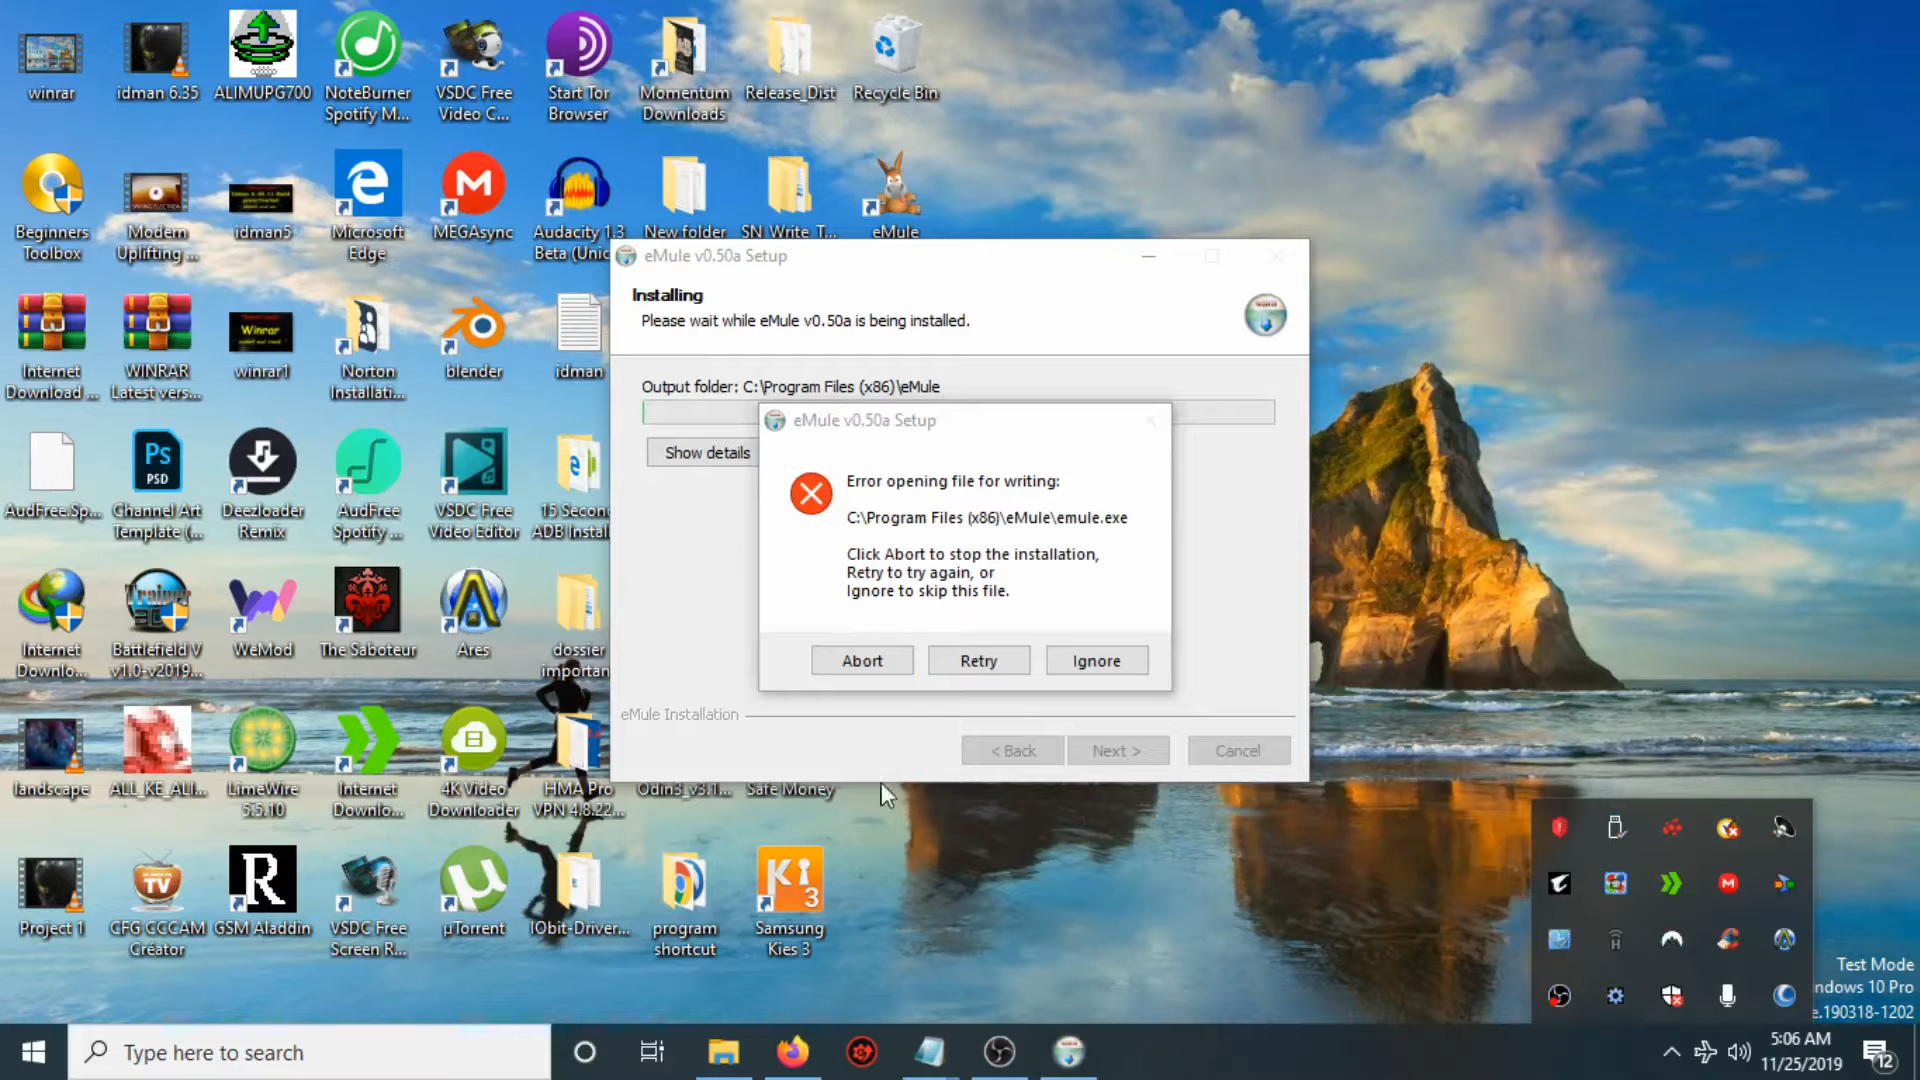 winrar
idman 6.35
ALIMUPG700
NoteBurner
Spotify M...
VSDC Free
Video C...
Start Tor
Browser
Momentum
Downloads
Release_Dist
Recycle Bin
Beginners
Toolbox
Modern
Uplifting ...
idman5
Microsoft
Edge
MEGAsync
Audacity 1.3
Beta (Unic
New folder
SN_Write_T...
eMule
Internet
Download ...
WINRAR
Latest vers...
Winrar
winrar1
Norton
Installati...
blender
idman
AudFree.Sp...
Ps
PSD
Channel Art
Template (...
Deezloader
Remix
AudFree
Spotify ...
VSDC Free
Video Editor
15 Secon
ADB Instal
Internet
Downlo...
Trainer
Battlefield V
v1.0-v2019...
WeMod
The Saboteur
Ares
dossier
importan
landscape
ALL_KE_ALI...
LimeWire
5.5.10
Internet
Downlo...
4K Video
Downloader
HMA Pro
VPN 4.8.22...
Odin3_v3.1...
Safe Money
Project 1
TV
CFG CCCAM
Créator
R
GSM Aladdin
VSDC Free
Screen R...
µTorrent
IObit-Driver...
program
shortcut
Ki
3
Samsung
Kies 3
eMule v0.50a Setup
Installing
Please wait while eMule v0.50a is being installed.
Output folder: C:\Program Files (x86)\eMule
Show details
eMule v0.50a Setup
Error opening file for writing:
C:\Program Files (x86)\eMule\emule.exe
Click Abort to stop the installation,
Retry to try again, or
Ignore to skip this file.
Abort
Retry
Ignore
eMule Installation
< Back
Next >
Cancel
Test Mode
ndows 10 Pro
e.190318-1202
Type here to search
5:06 AM
11/25/2019
12